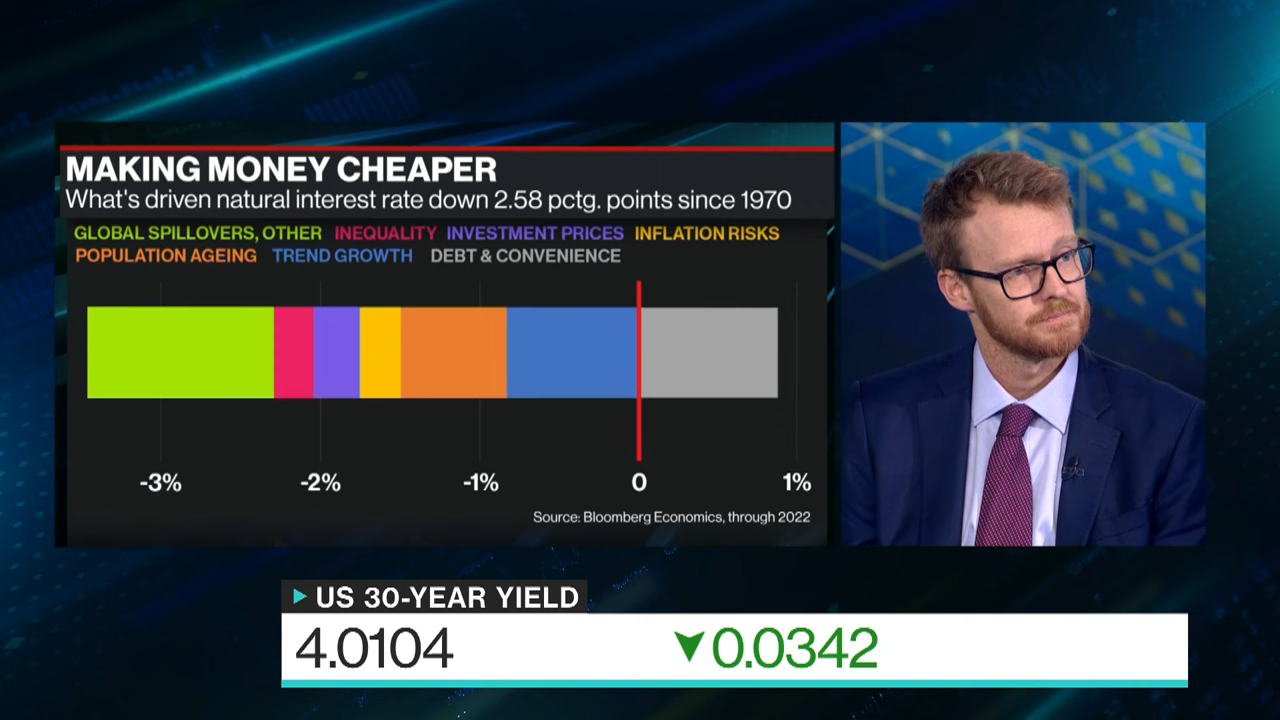 MAKING MONEY CHEAPER
What's driven natural interest rate down 2.58 pctg. points since 1970
GLOBAL SPILLOVERS, OTHER INEQUALITY INVESTMENT PRICES INFLATION RISKS
POPULATION AGEING TREND GROWTH DEBT & CONVENIENCE
-3% -2% -1% 0 1%
Source: Bloomberg Economics, through 2022
US 30-YEAR YIELD
4.0104 0.0342